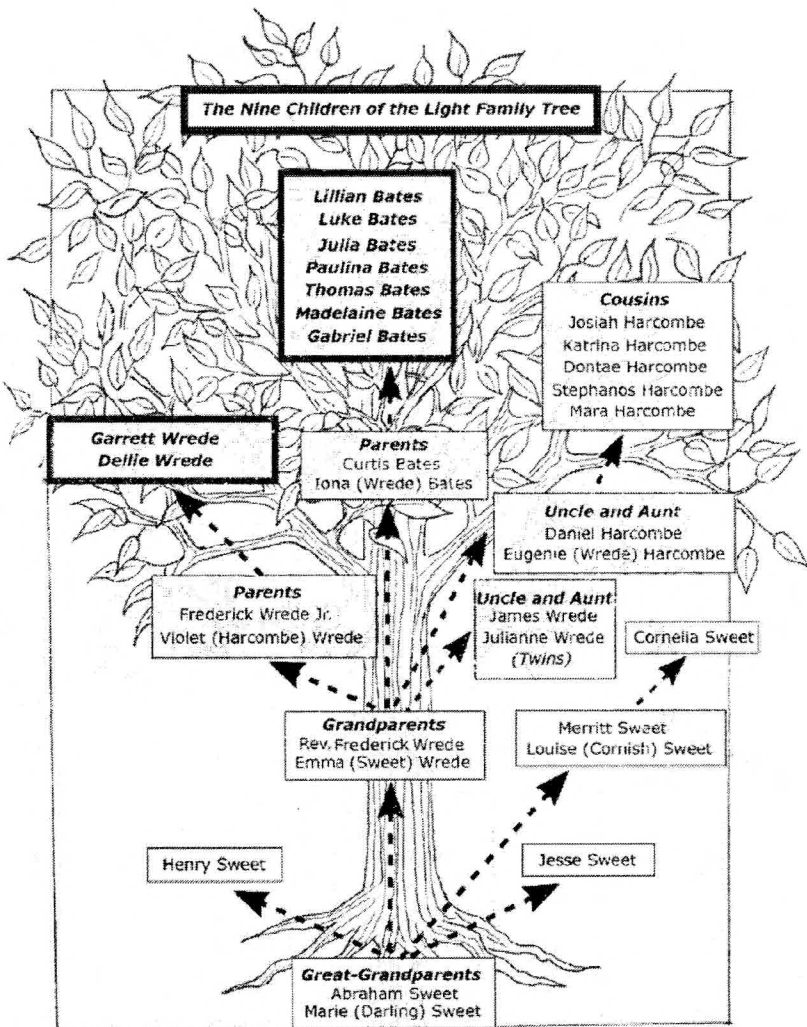 The Nine Children of the Light Family Tree
Lillian Bates
Luke Bates
Julia Bates
Paulina Bates
Thomas Bates
Madelaine Bates
Gabriel Bates
Cousins
Josiah Harcombe
Katrina Harcombe
Dontae Harcombe
Stephanos Harcombe
Mara Harcombe
Garrett Wrede
Dellie Wrede
Parents
Curtis Bates
Iona (Wrede) Bates
Uncle and Aunt
Daniel Harcombe
Eugenie (Wrede) Harcombe
Parents
Frederick Wrede Jr.
Violet (Harcombe) Wrede
Uncle and Aunt
James Wrede
Julianne Wrede
(Twins)
Cornelia Sweet
Grandparents
Rev. Frederick Wrede
Emma (Sweet) Wrede
Merritt Sweet
Louise (Cornish) Sweet
Henry Sweet
Jesse Sweet
Great-Grandparents
Abraham Sweet
Marie (Darling) Sweet